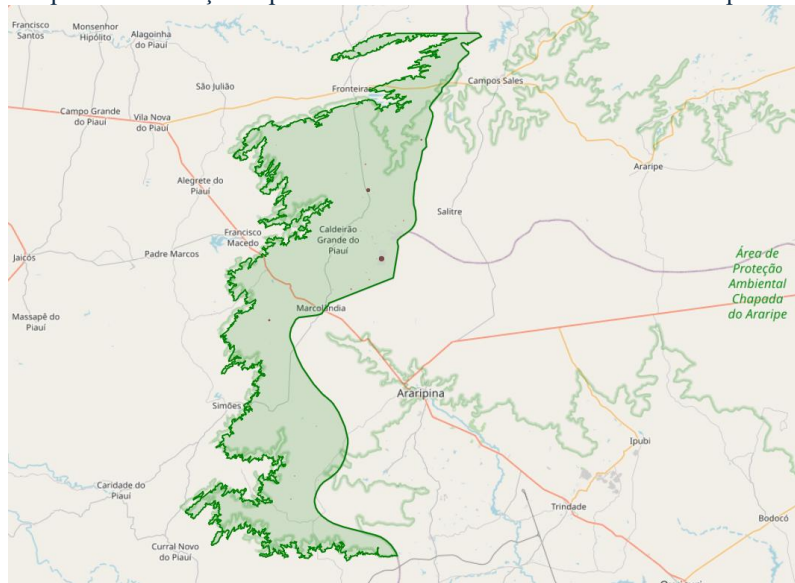 Francisco
Santos
Monsenhor
Hipólito
Alagoinha
do Piauí
São Julião
Fronteiras
Campos Sales
Campo Grande
do Piauí
Vila Nova
do Piauí
Araripe
Alegrete do
Piauí
Salitre
Francisco
Macedo
Caldeirão
Grande do
Piauí
Jaicós
Padre Marcos
Área de
Proteção
Ambiental
Chapada
do Araripe
Massapê do
Piauí
Marcolândia
Araripina
Simões
Ipubi
Caridade do
Piauí
Trindade
Bodocó
Curral Novo
do Piauí